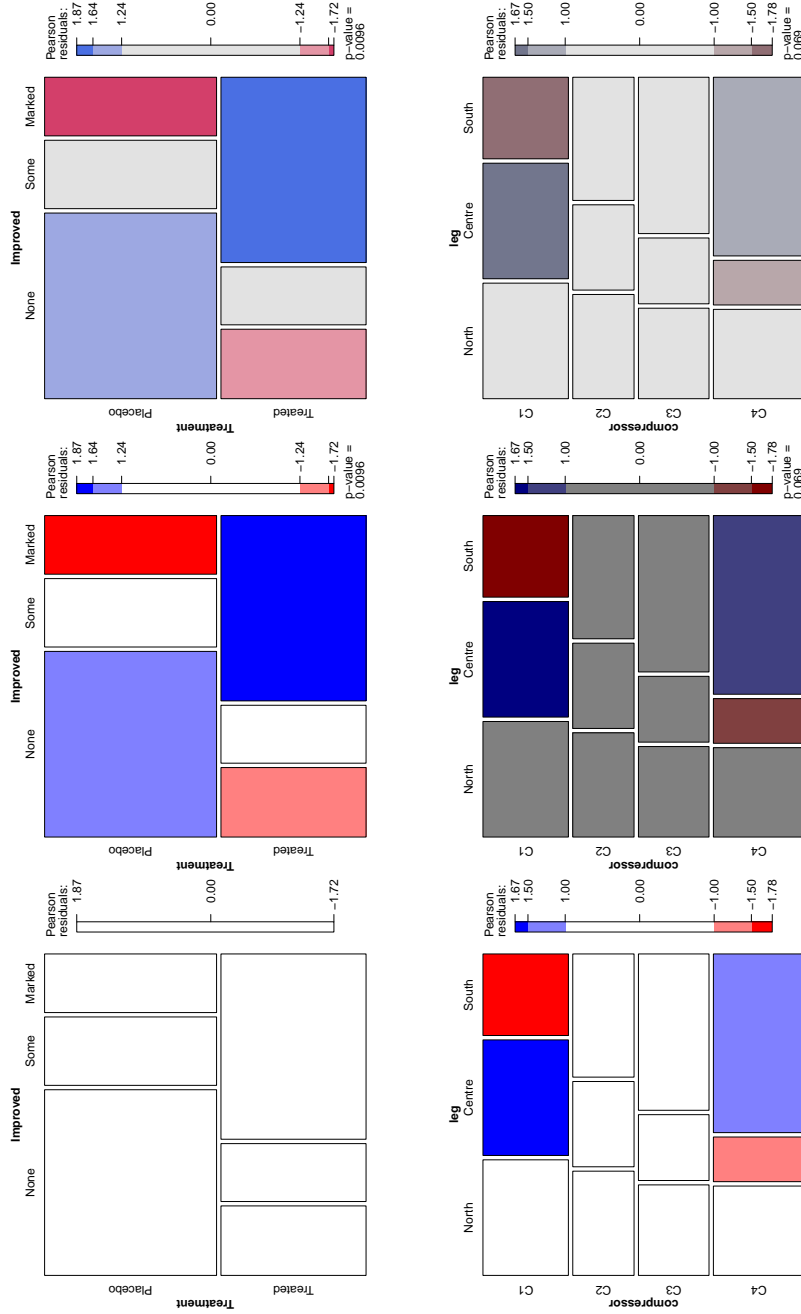 Improved
None Some Marked
Treatment
Placebo
Treated
Pearson
residuals:
1.87
0.00
−1.72
Improved
None Some Marked
Treatment
Placebo
Treated
Pearson
residuals:
1.87
1.64
1.24
0.00
−1.24
−1.72
p−value =
0.0096
Improved
None Some Marked
Treatment
Placebo
Treated
Pearson
residuals:
1.87
1.64
1.24
0.00
−1.24
−1.72
p−value =
0.0096
leg
North Centre South
compressor
C1
C2
C3
C4
Pearson
residuals:
1.67
1.50
1.00
0.00
−1.00
−1.50
−1.78
leg
North Centre South
compressor
C1
C2
C3
C4
Pearson
residuals:
1.67
1.50
1.00
0.00
−1.00
−1.50
−1.78
p−value =
0.069
leg
North Centre South
compressor
C1
C2
C3
C4
Pearson
residuals:
1.67
1.50
1.00
0.00
−1.00
−1.50
−1.78
p−value =
0.069